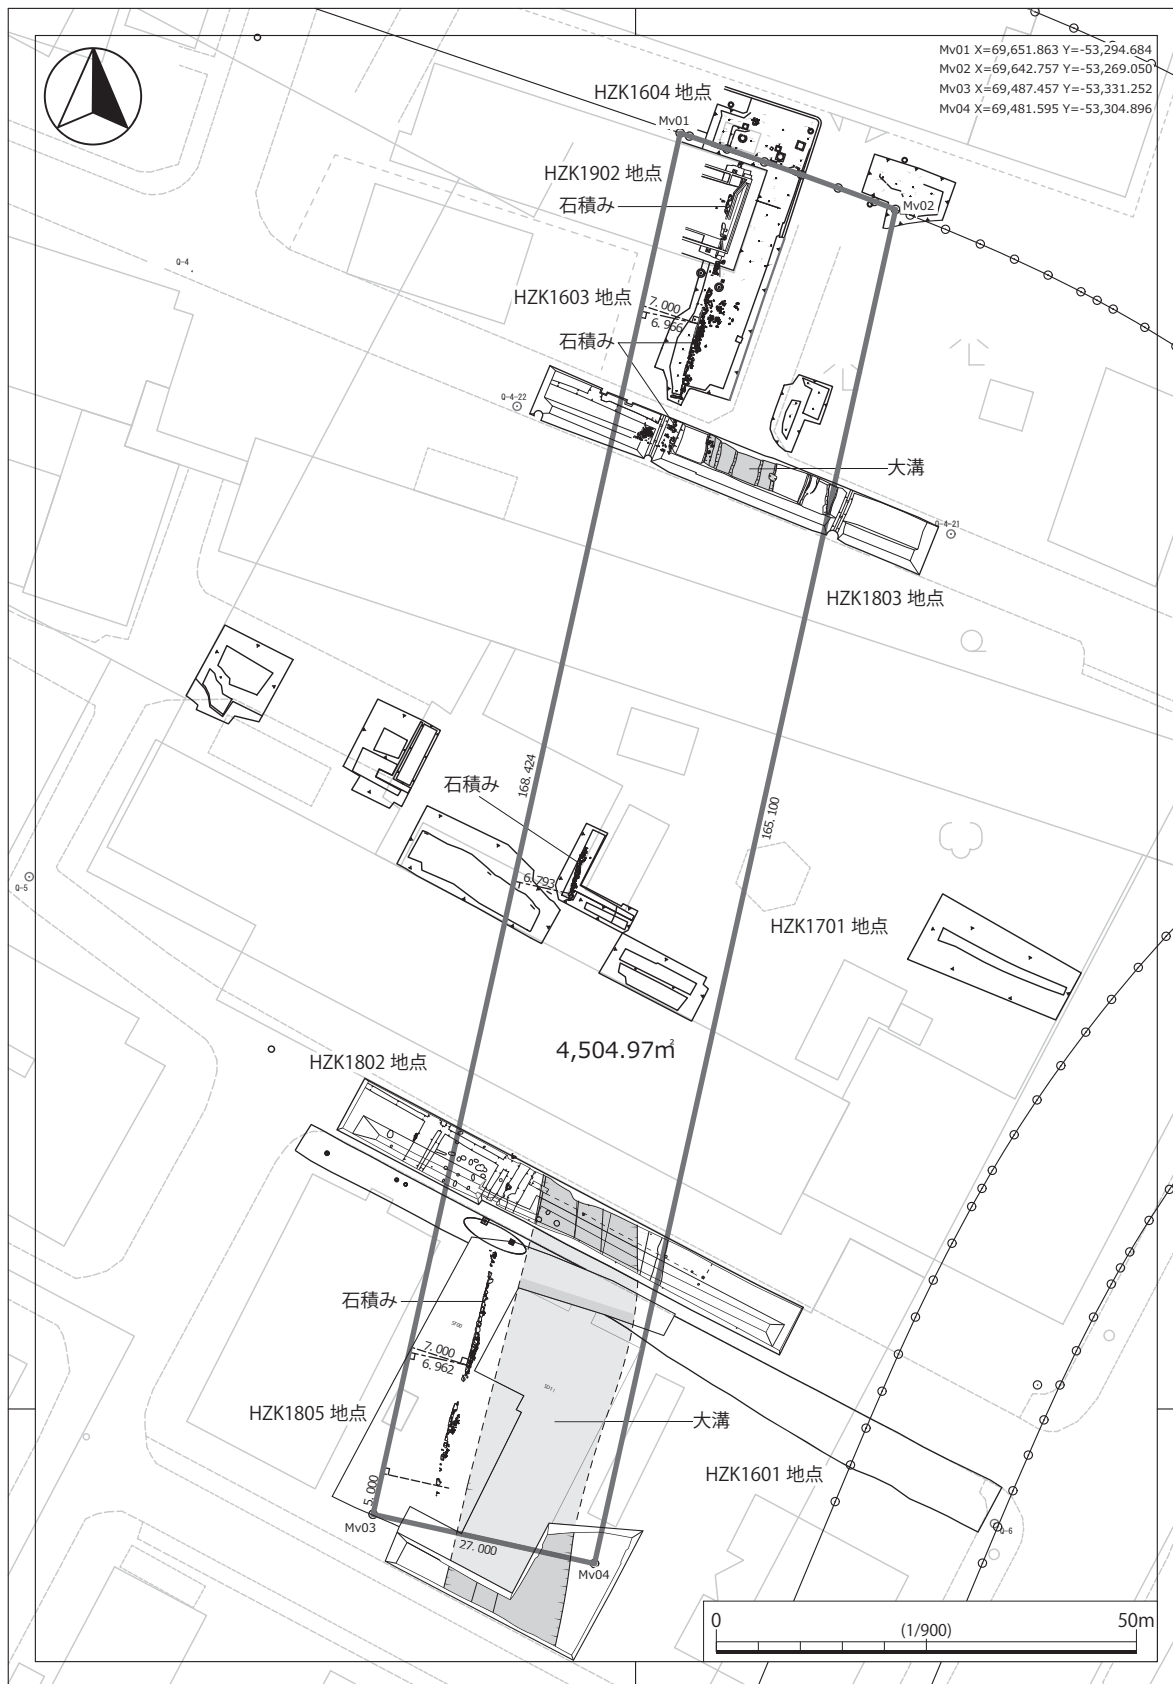 Mv01 X=69,651.863 Y=-53,294.684
Mv02 X=69,642.757 Y=-53,269.050
Mv03 X=69,487.457 Y=-53,331.252
Mv04 X=69,481.595 Y=-53,304.896
HZK1604 地点
Mv01
HZK1902 地点
石積み
Mv02
Q-4
HZK1603 地点
7.000
6.966
石積み
Q-4-22
大溝
Q-4-21
HZK1803 地点
168.424
石積み
165.100
6.793
Q-5
HZK1701 地点
4,504.97㎡
HZK1802 地点
石積み
SF00
7.000
6.962
SD11
HZK1805 地点
大溝
HZK1601 地点
5.000
Mv03
27.000
Mv04
Q-6
0
(1/900)
50m